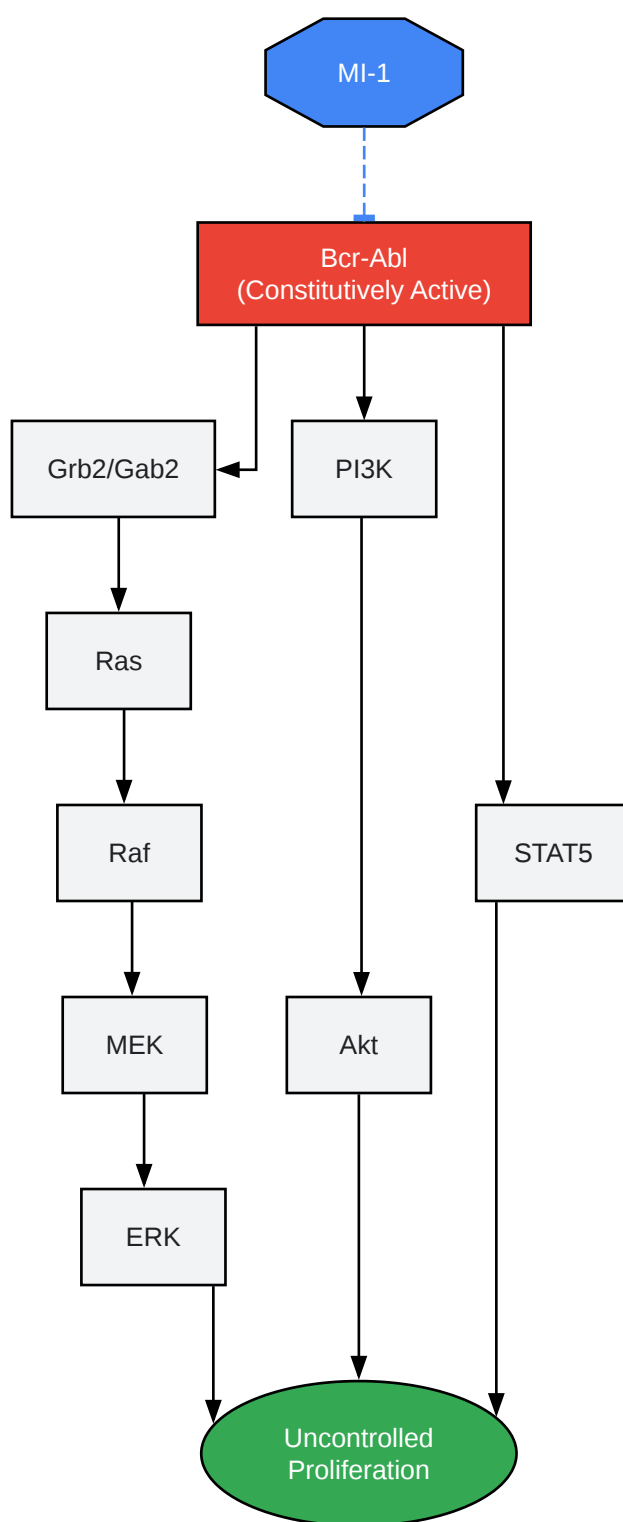 MI-1
Bcr-Abl
(Constitutively Active)
Grb2/Gab2
PI3K
Ras
Raf
STAT5
MEK
Akt
ERK
Uncontrolled
Proliferation